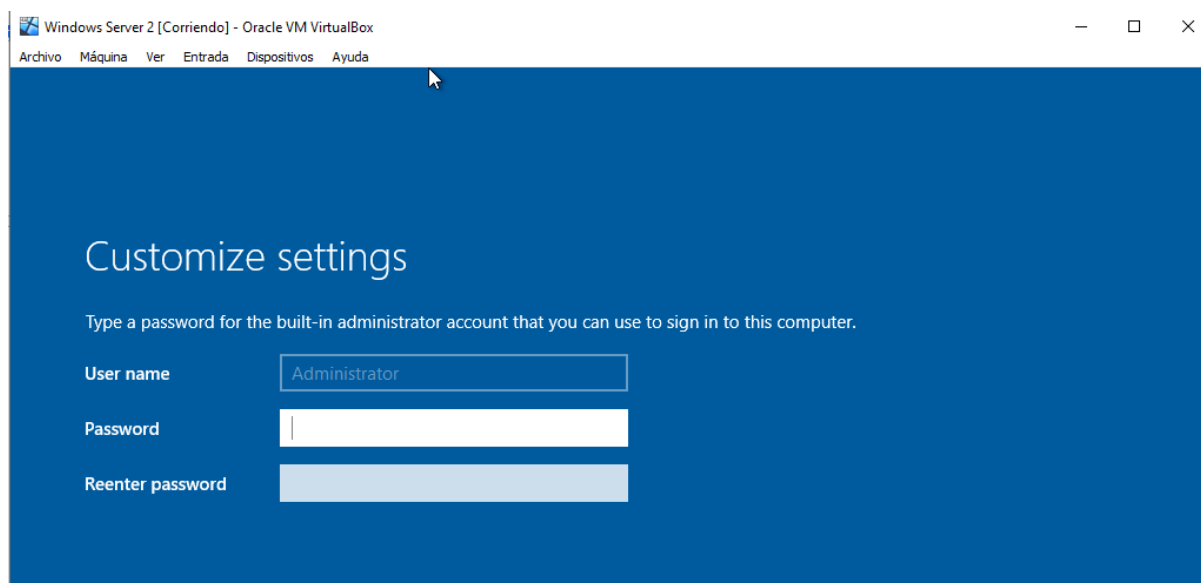 Windows Server 2 [Corriendo] - Oracle VM VirtualBox
Archivo Máquina Ver Entrada Dispositivos Ayuda
Customize settings
Type a password for the built-in administrator account that you can use to sign in to this computer.
User name Administrator
Password
Reenter password